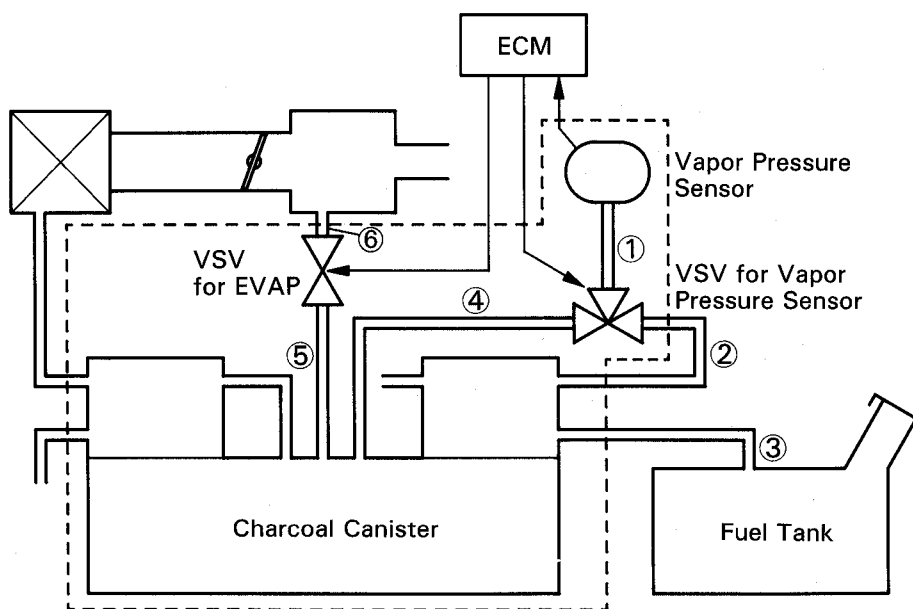 ECM
Vapor Pressure
Sensor
①
⑥
VSV
for EVAP
VSV for Vapor
Pressure Sensor
④
⑤
②
③
Charcoal Canister
Fuel Tank